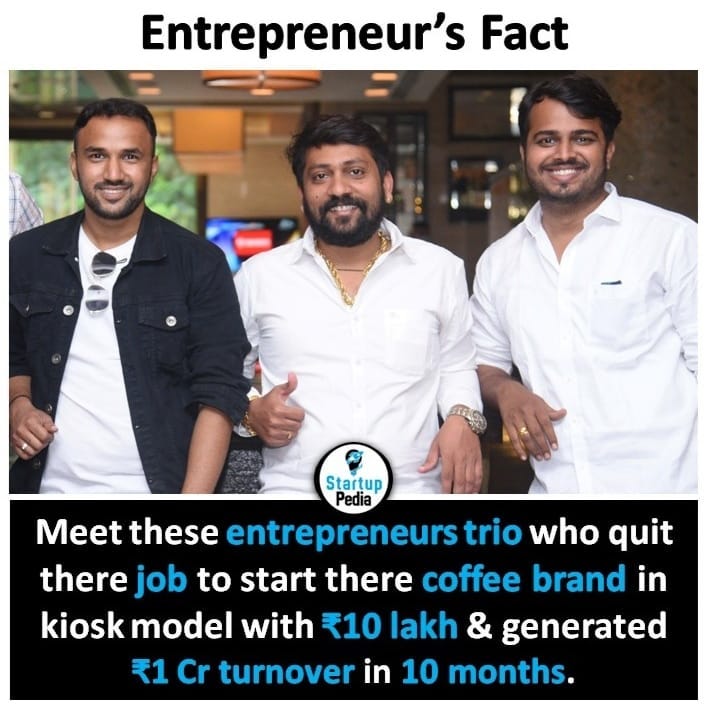 Entrepreneur's Fact
Startup
Pedia
Meet these entrepreneurs trio who quit
there job to start there coffee brand in
kiosk model with ₹10 lakh & generated
₹1 Cr turnover in 10 months.